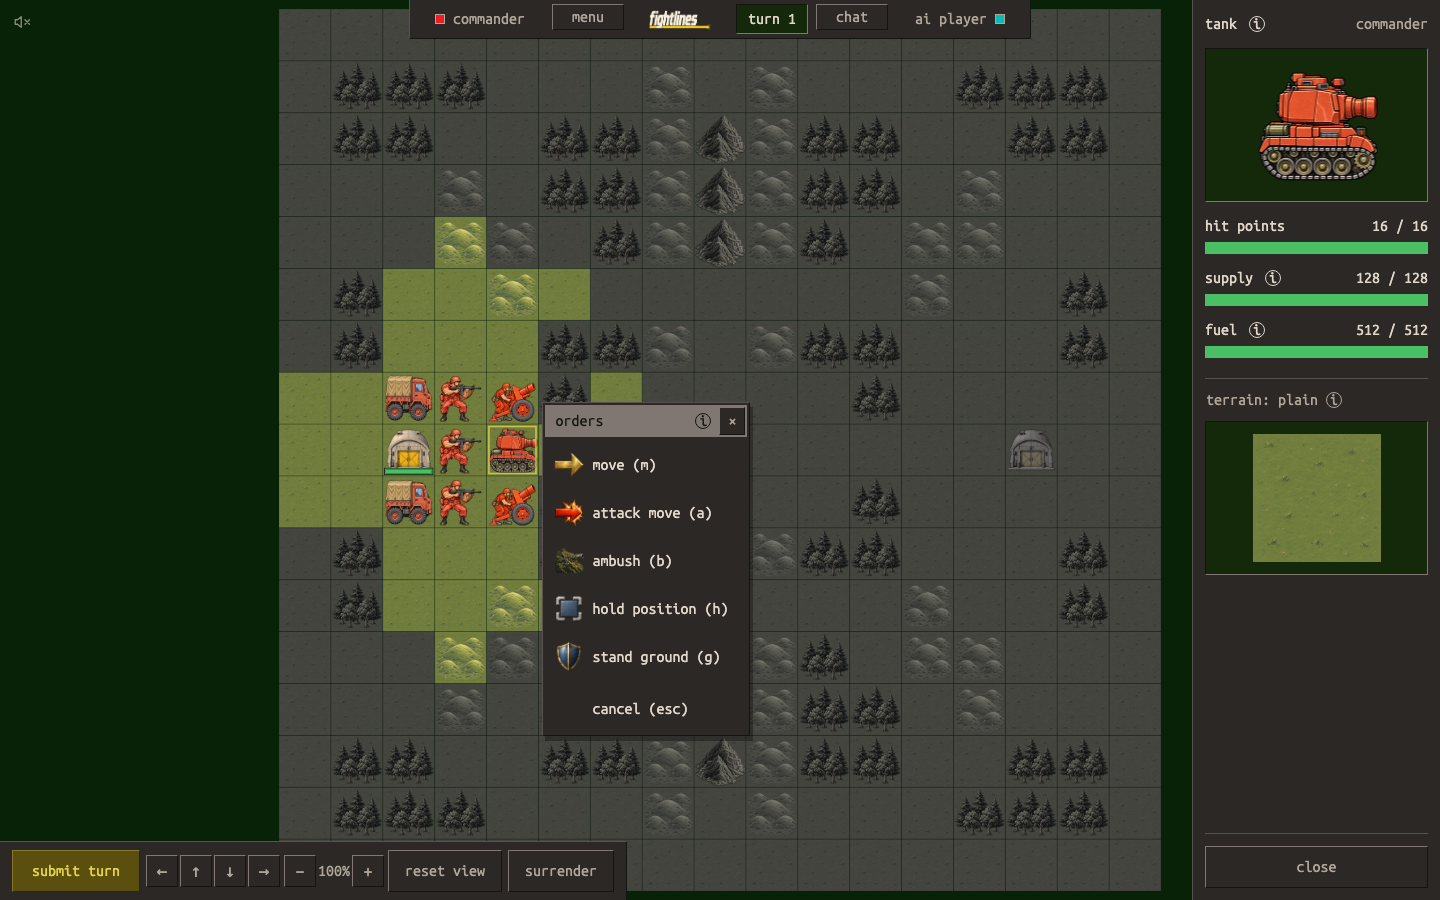 commander
menu
fightlines
turn 1
chat
ai player
tank
commander
hit points 16 / 16
supply 128 / 128
fuel 512 / 512
terrain: plain
close
orders
move (m)
attack move (a)
ambush (b)
hold position (h)
stand ground (g)
cancel (esc)
submit turn
← ↑ ↓ → − 100% +
reset view
surrender